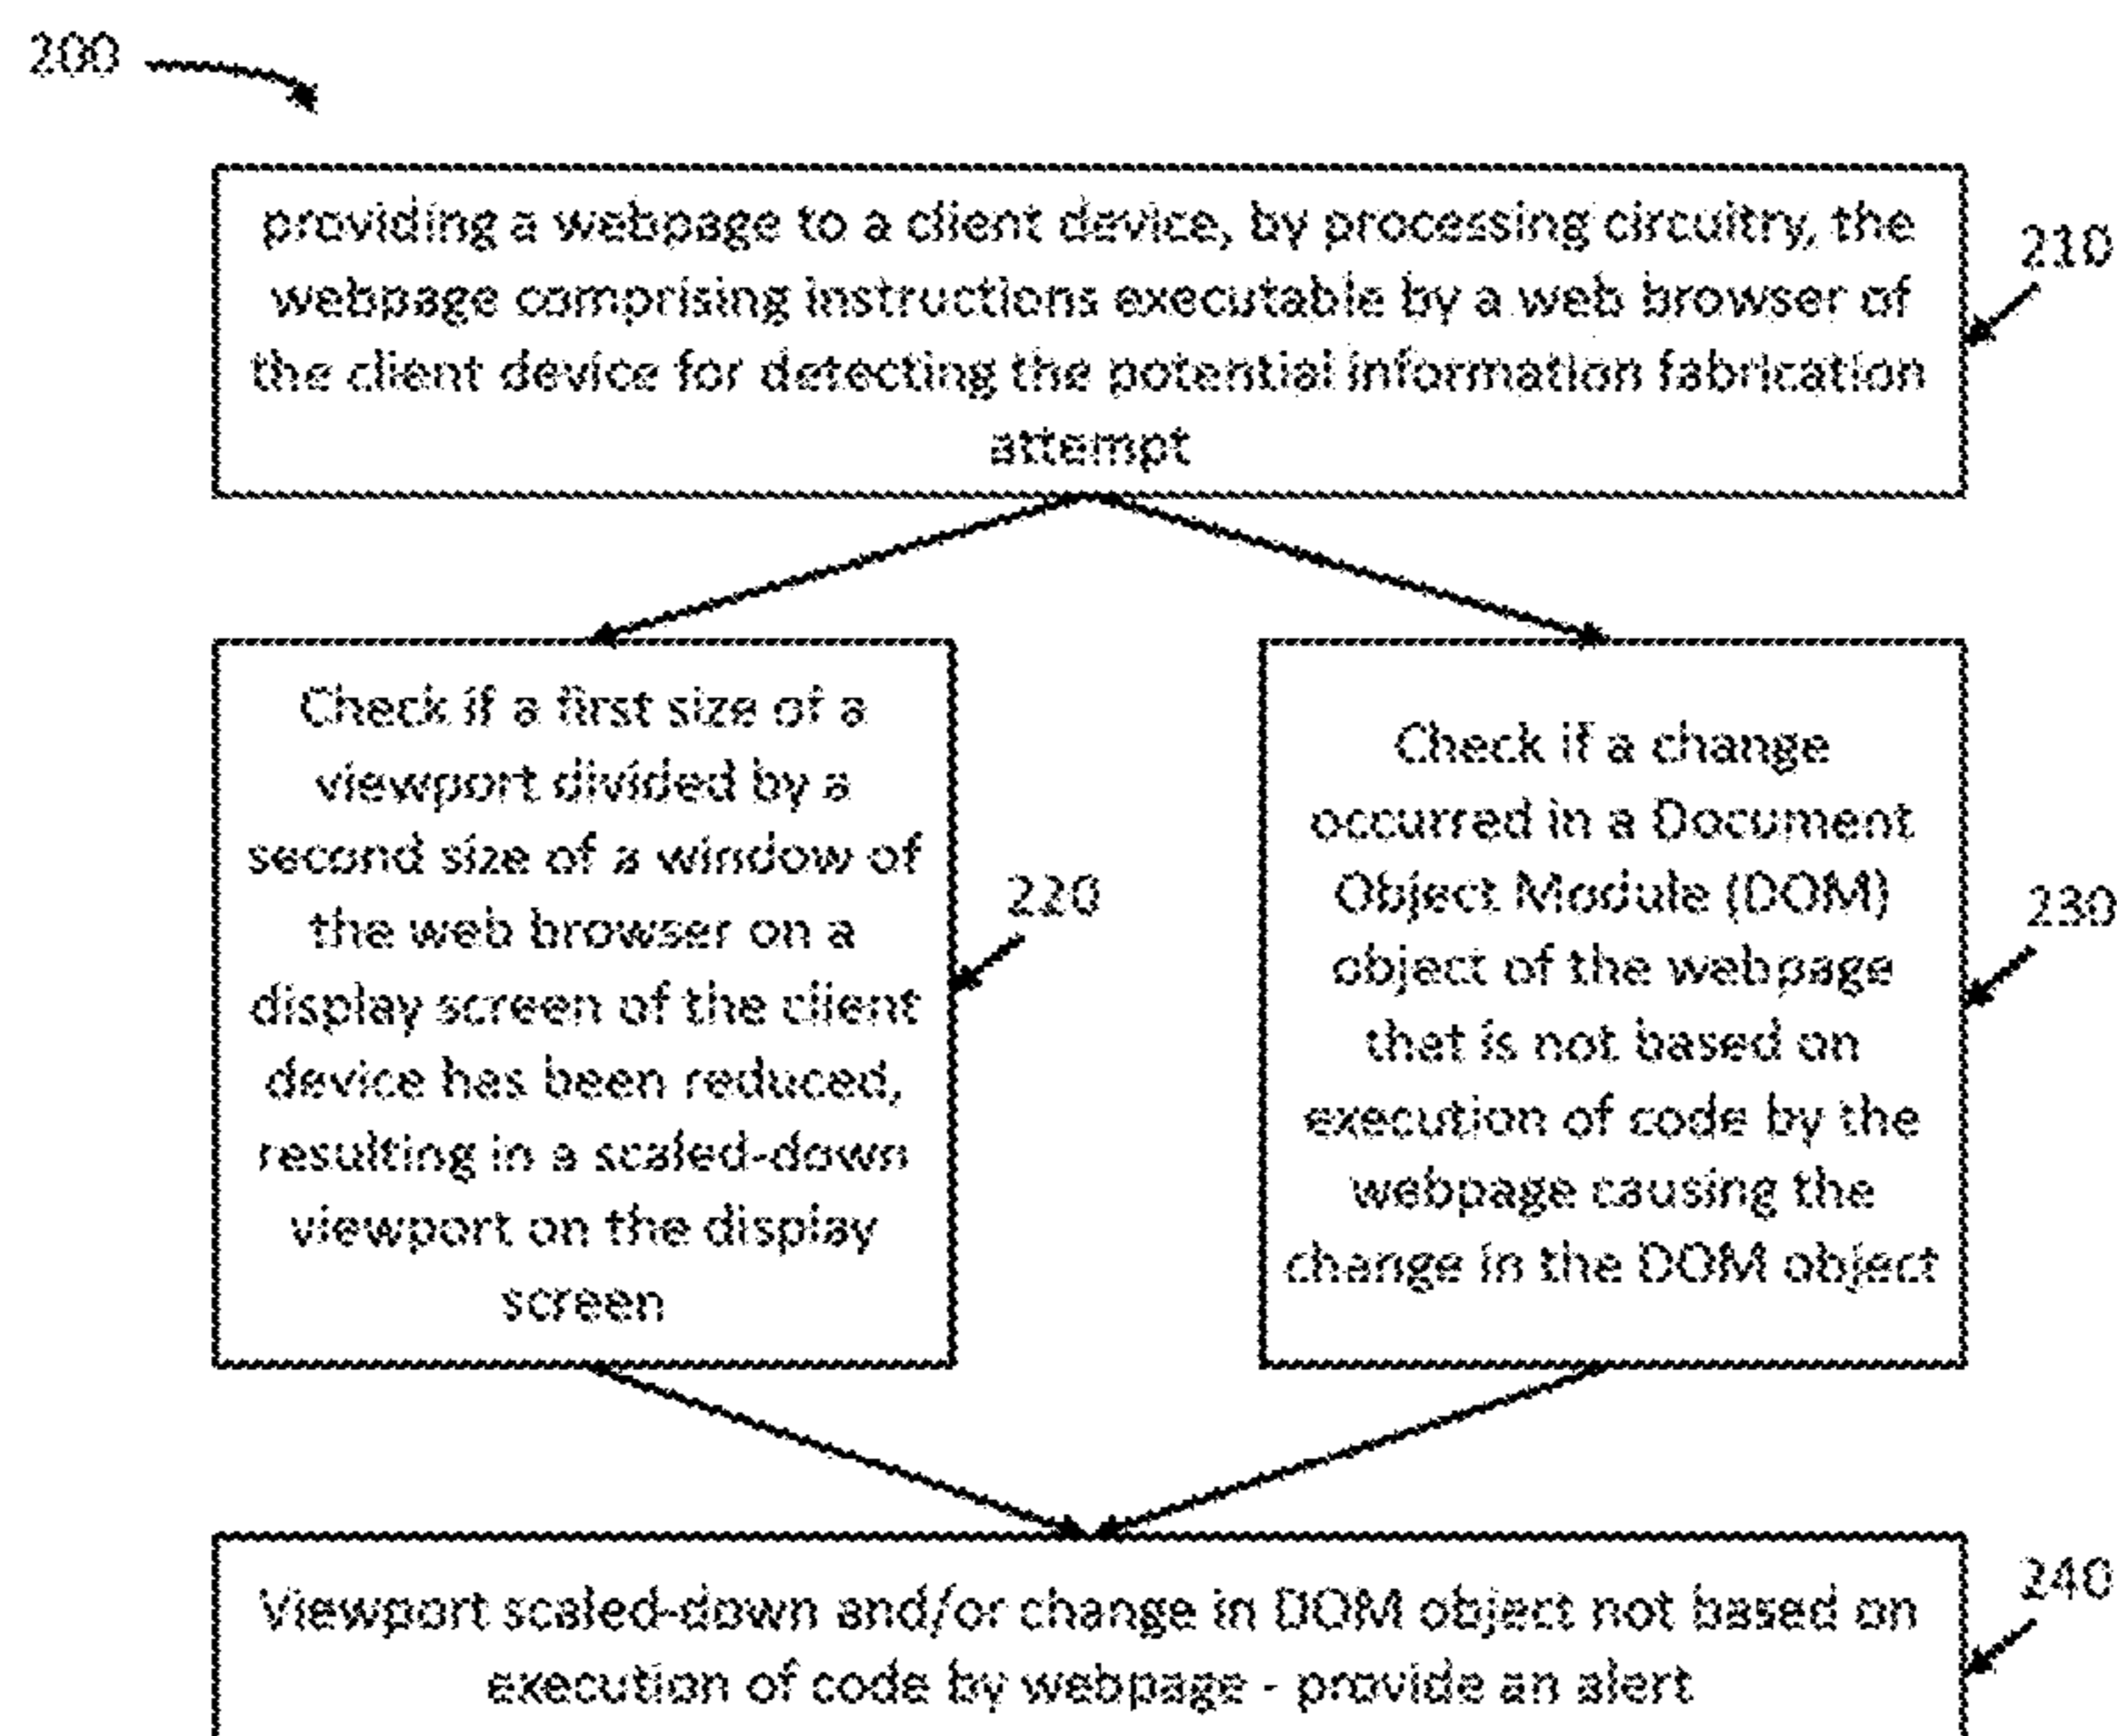 200
providing a webpage to a client device, by processing circuitry, the
webpage comprising instructions executable by a web browser of
the client device for detecting the potential information fabrication
attempt
210
Check if a first size of a
viewport divided by a
second size of a window of
the web browser on a
display screen of the client
device has been reduced,
resulting in a scaled-down
viewport on the display
screen
220
Check if a change
occurred in a Document
Object Module (DOM)
object of the webpage
that is not based on
execution of code by the
webpage causing the
change in the DOM object
230
Viewport scaled-down and/or change in DOM object not based on
execution of code by webpage - provide an alert
240